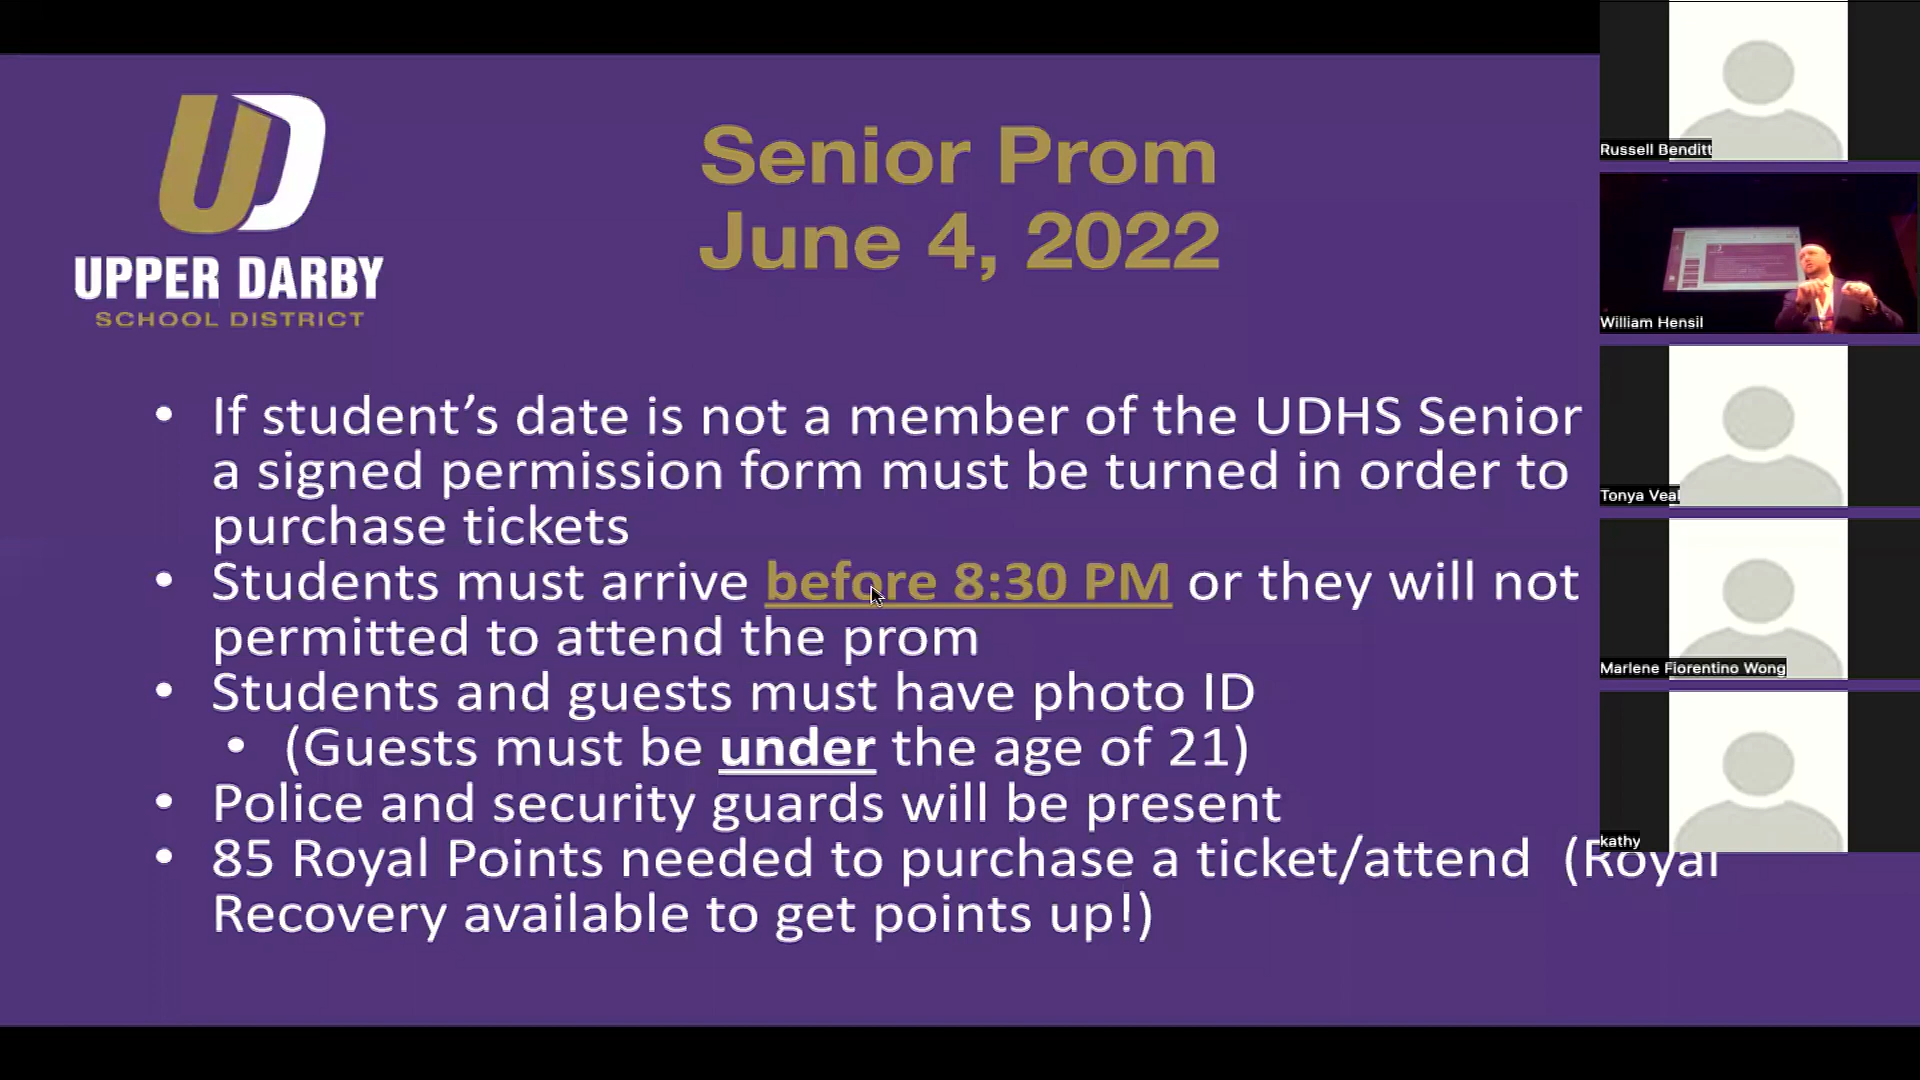 UD
UPPER DARBY
SCHOOL DISTRICT
Senior Prom
June 4, 2022
• If student’s date is not a member of the UDHS Senior
a signed permission form must be turned in order to
purchase tickets
• Students must arrive before 8:30 PM or they will not
permitted to attend the prom
• Students and guests must have photo ID
• (Guests must be under the age of 21)
• Police and security guards will be present
• 85 Royal Points needed to purchase a ticket/attend (Royal
Recovery available to get points up!)
Russell Benditt
William Hensil
Tonya Veal
Marlene Fiorentino Wong
kathy